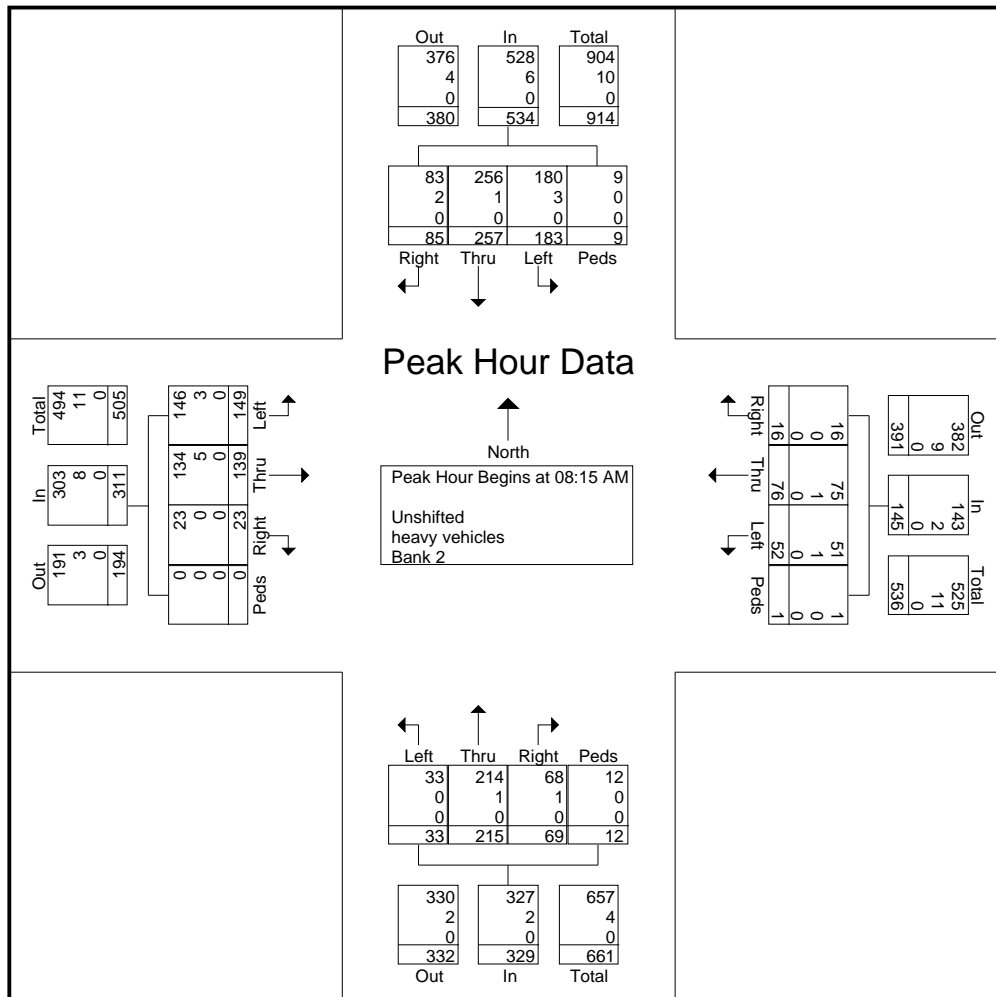 Out In Total
376 528 904
4 6 10
0 0 0
380 534 914
83 256 180 9
2 1 3 0
0 0 0 0
85 257 183 9
Right Thru Left Peds
Peak Hour Data
North
Peak Hour Begins at 08:15 AM
Unshifted
heavy vehicles
Bank 2
Out In Total
191 303 494
3 8 11
0 0 0
194 311 505
146 134 23 0
3 5 0 0
0 0 0 0
149 139 23 0
Left Thru Right Peds
Right Thru Left Peds
16 75 51 1
0 1 1 0
0 0 0 0
16 76 52 1
Out In Total
382 143 525
9 2 11
0 0 0
391 145 536
Left Thru Right Peds
33 214 68 12
0 1 1 0
0 0 0 0
33 215 69 12
330 327 657
2 2 4
0 0 0
332 329 661
Out In Total